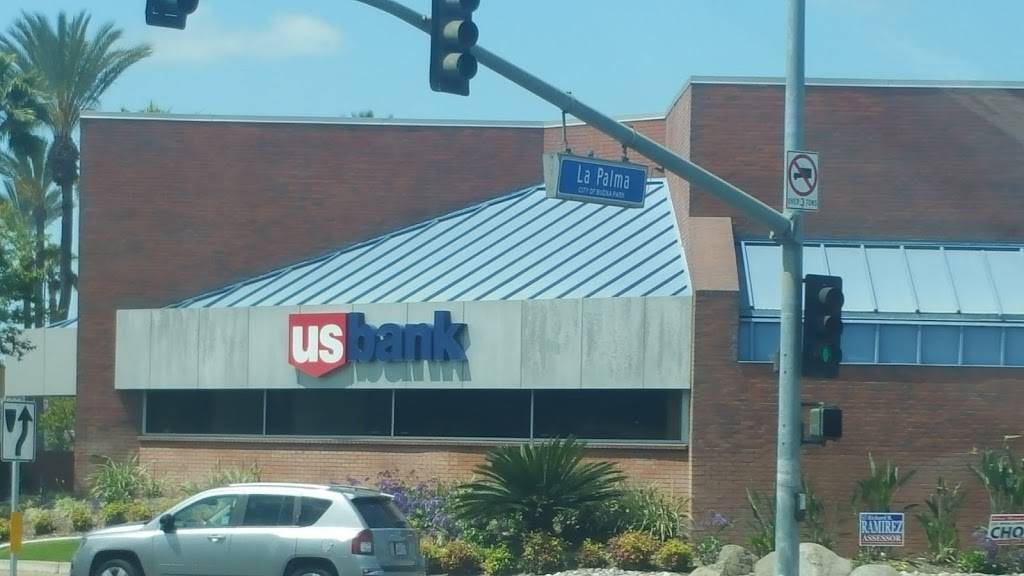 La Palma
CITY OF BUENA PARK
OVER 3 TONS
us bank
RAMIREZ
ASSESSOR
CHO